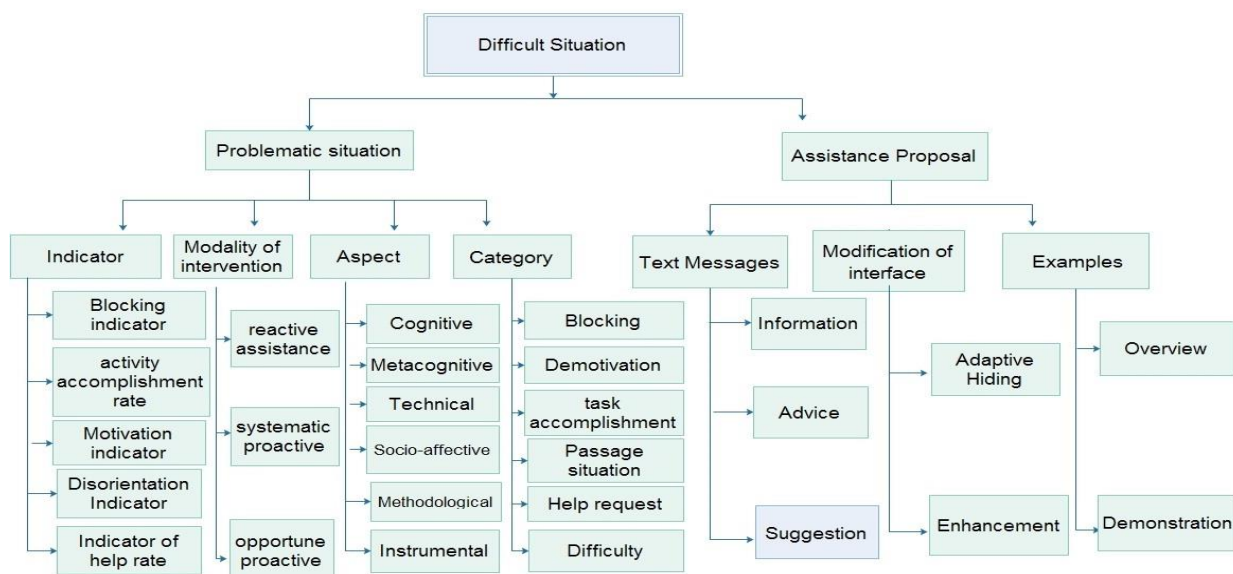 Difficult Situation
Problematic situation
Assistance Proposal
Indicator
Modality of
intervention
Aspect
Category
Text Messages
Modification of
interface
Examples
Blocking
indicator
activity
accomplishment
rate
Motivation
indicator
Disorientation
Indicator
Indicator of
help rate
reactive
assistance
systematic
proactive
opportune
proactive
Cognitive
Metacognitive
Technical
Socio-affective
Methodological
Instrumental
Blocking
Demotivation
task
accomplishment
Passage
situation
Help request
Difficulty
Information
Advice
Suggestion
Adaptive
Hiding
Enhancement
Overview
Demonstration